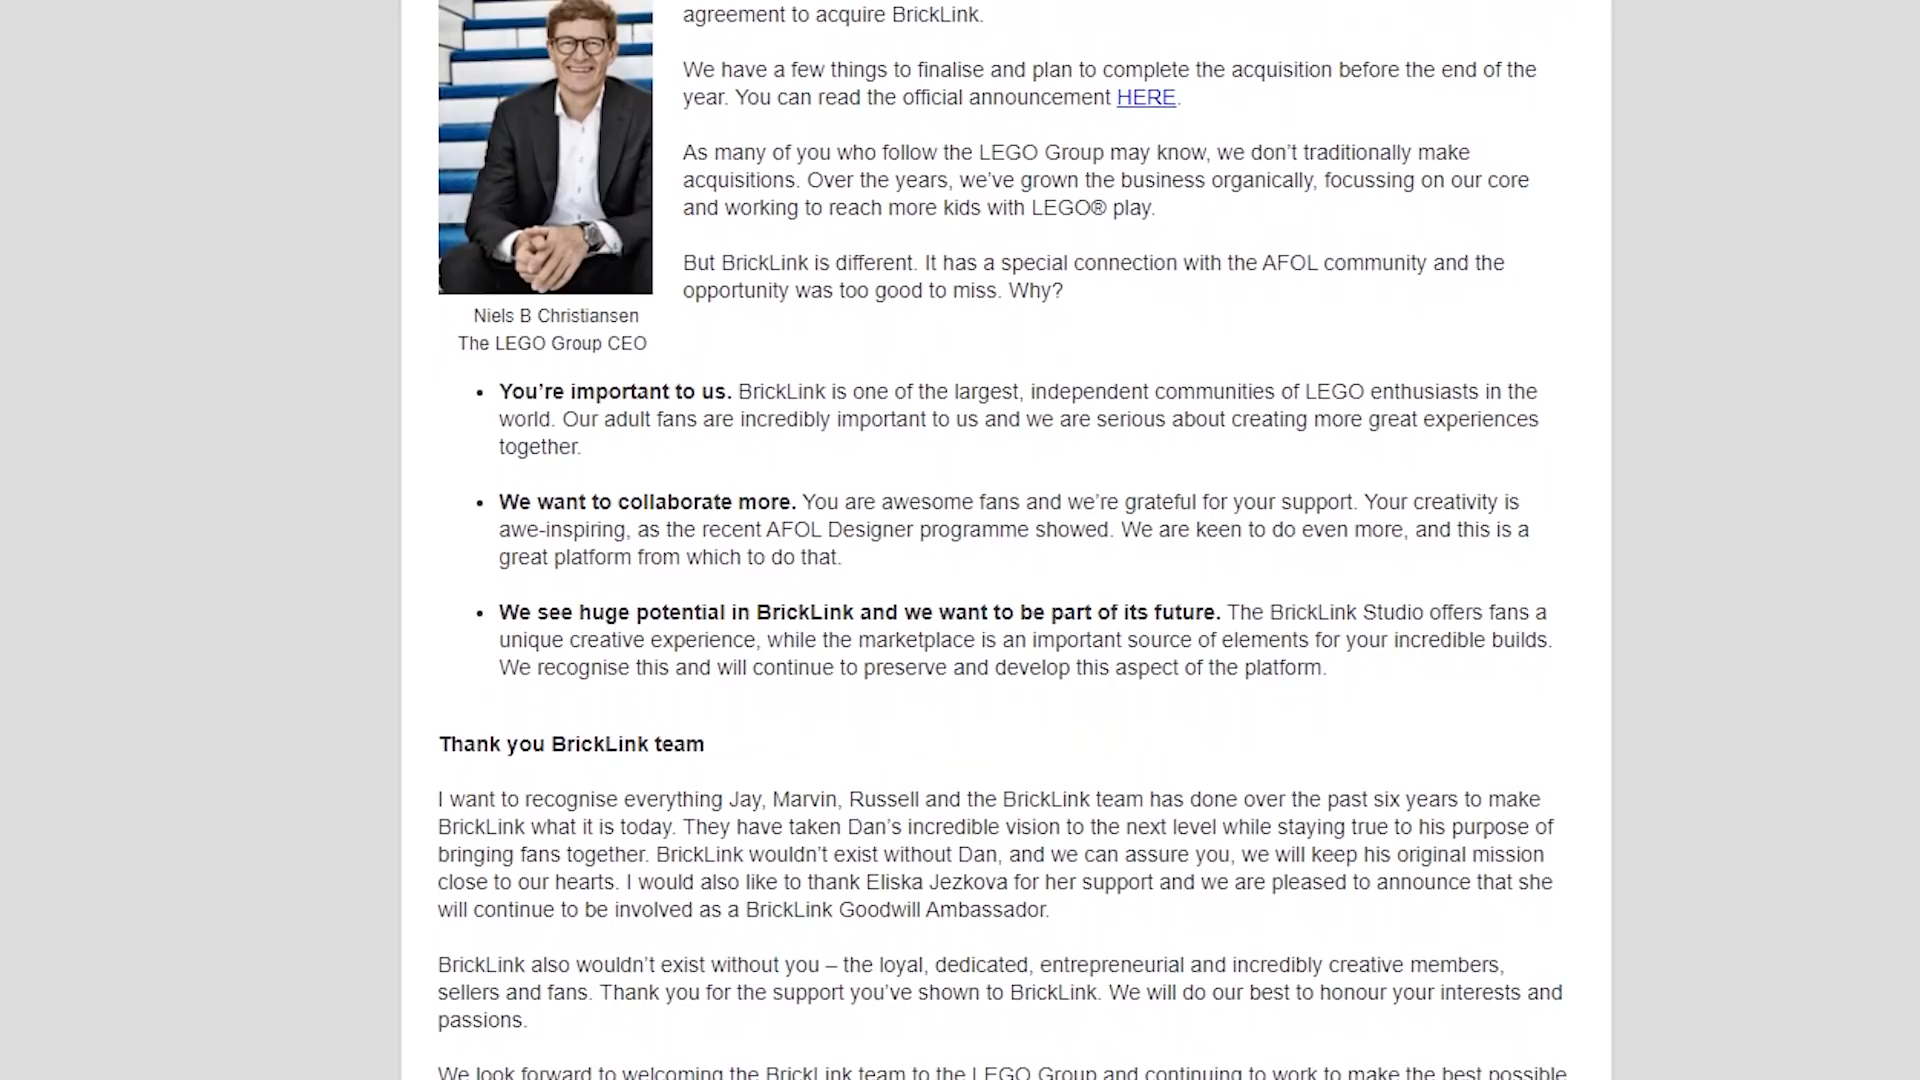 agreement to acquire BrickLink.
We have a few things to finalise and plan to complete the acquisition before the end of the
year. You can read the official announcement HERE.
As many of you who follow the LEGO Group may know, we don’t traditionally make
acquisitions. Over the years, we’ve grown the business organically, focussing on our core
and working to reach more kids with LEGO® play.
But BrickLink is different. It has a special connection with the AFOL community and the
opportunity was too good to miss. Why?
Niels B Christiansen
The LEGO Group CEO
• You’re important to us. BrickLink is one of the largest, independent communities of LEGO enthusiasts in the
world. Our adult fans are incredibly important to us and we are serious about creating more great experiences
together.
• We want to collaborate more. You are awesome fans and we’re grateful for your support. Your creativity is
awe-inspiring, as the recent AFOL Designer programme showed. We are keen to do even more, and this is a
great platform from which to do that.
• We see huge potential in BrickLink and we want to be part of its future. The BrickLink Studio offers fans a
unique creative experience, while the marketplace is an important source of elements for your incredible builds.
We recognise this and will continue to preserve and develop this aspect of the platform.
Thank you BrickLink team
I want to recognise everything Jay, Marvin, Russell and the BrickLink team has done over the past six years to make
BrickLink what it is today. They have taken Dan’s incredible vision to the next level while staying true to his purpose of
bringing fans together. BrickLink wouldn’t exist without Dan, and we can assure you, we will keep his original mission
close to our hearts. I would also like to thank Eliska Jezkova for her support and we are pleased to announce that she
will continue to be involved as a BrickLink Goodwill Ambassador.
BrickLink also wouldn’t exist without you – the loyal, dedicated, entrepreneurial and incredibly creative members,
sellers and fans. Thank you for the support you’ve shown to BrickLink. We will do our best to honour your interests and
passions.
We look forward to welcoming the BrickLink team to the LEGO Group and continuing to work to make the best possible